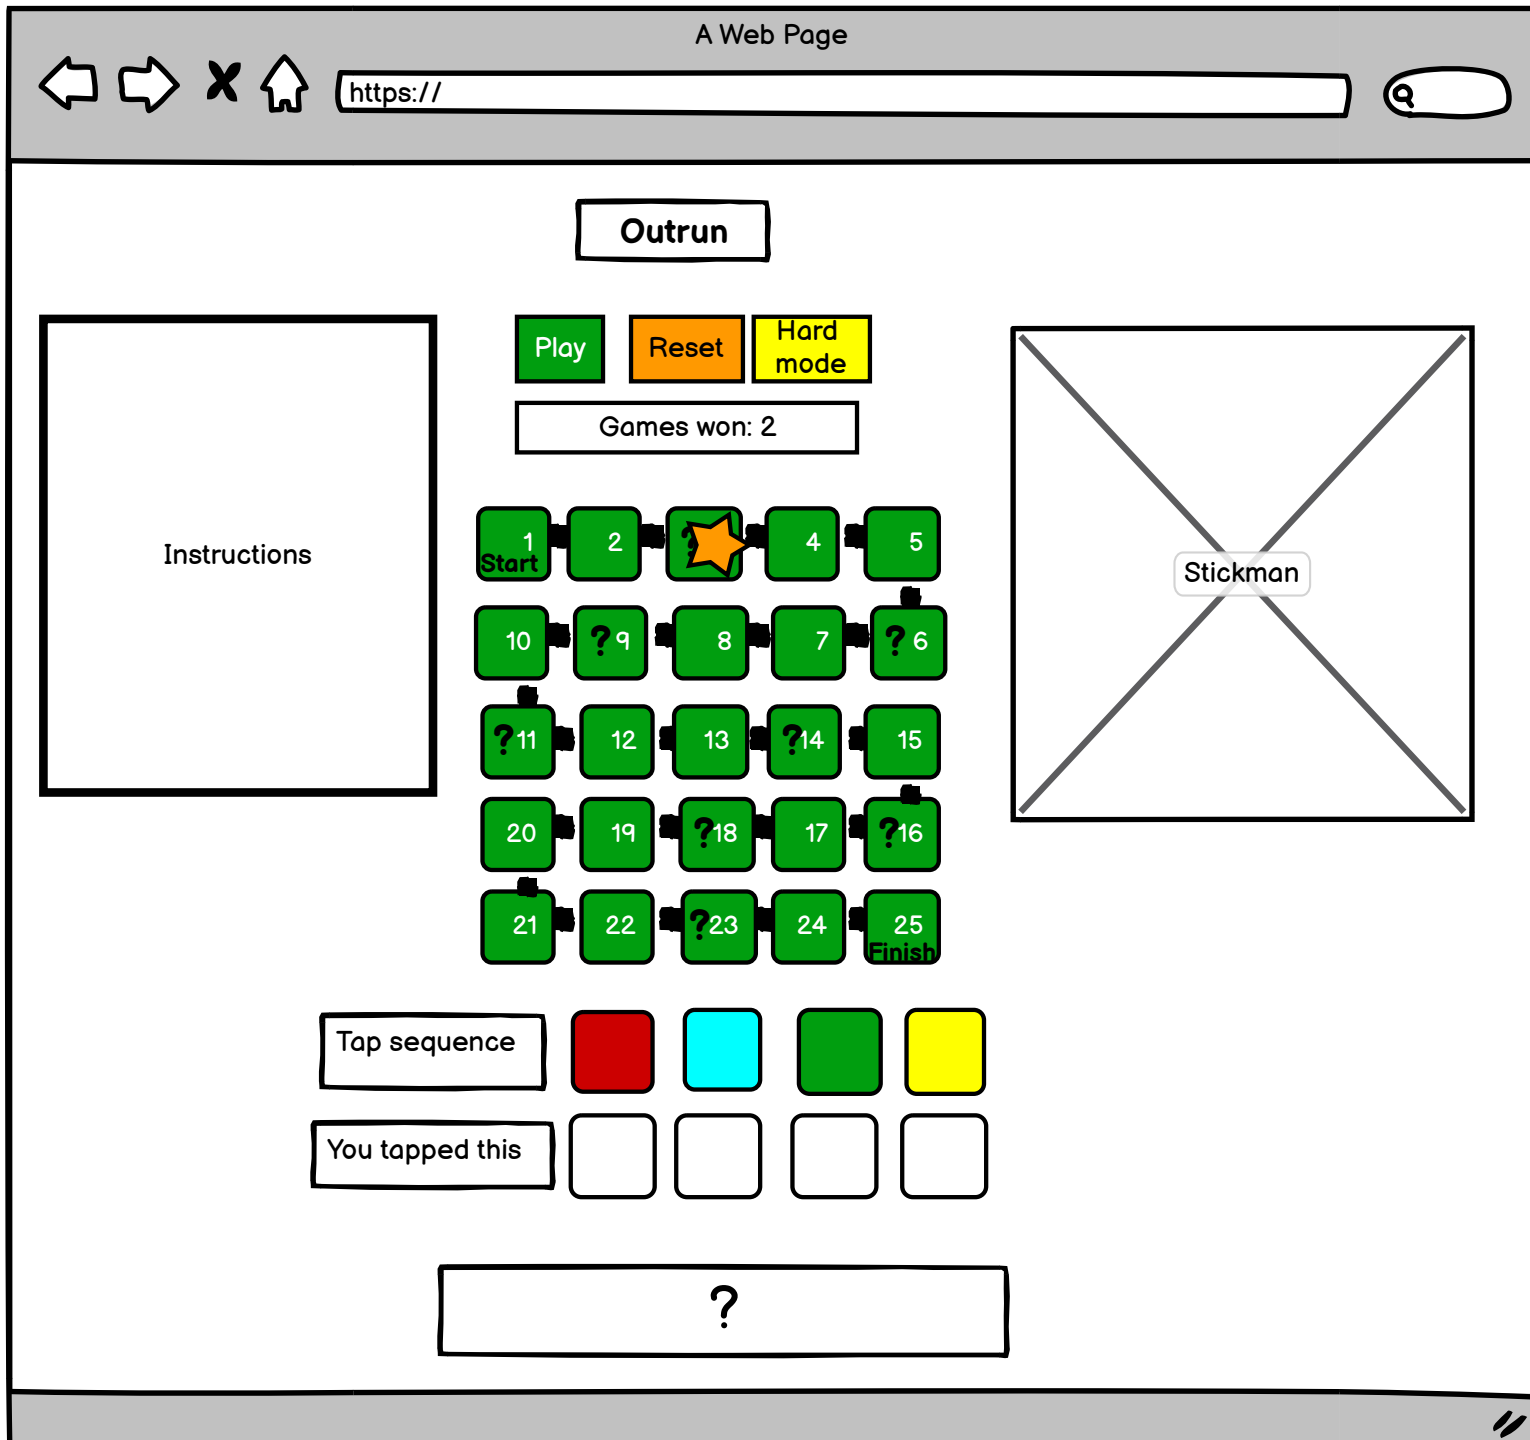 A Web Page
https://
Outrun
Play
Reset
Hard
mode
Games won: 2
Instructions
Stickman
1
Start
2
?
4
5
10
? 9
8
7
? 6
?11
12
13
?14
15
20
19
?18
17
?16
21
22
?23
24
25
Finish
Tap sequence
You tapped this
?